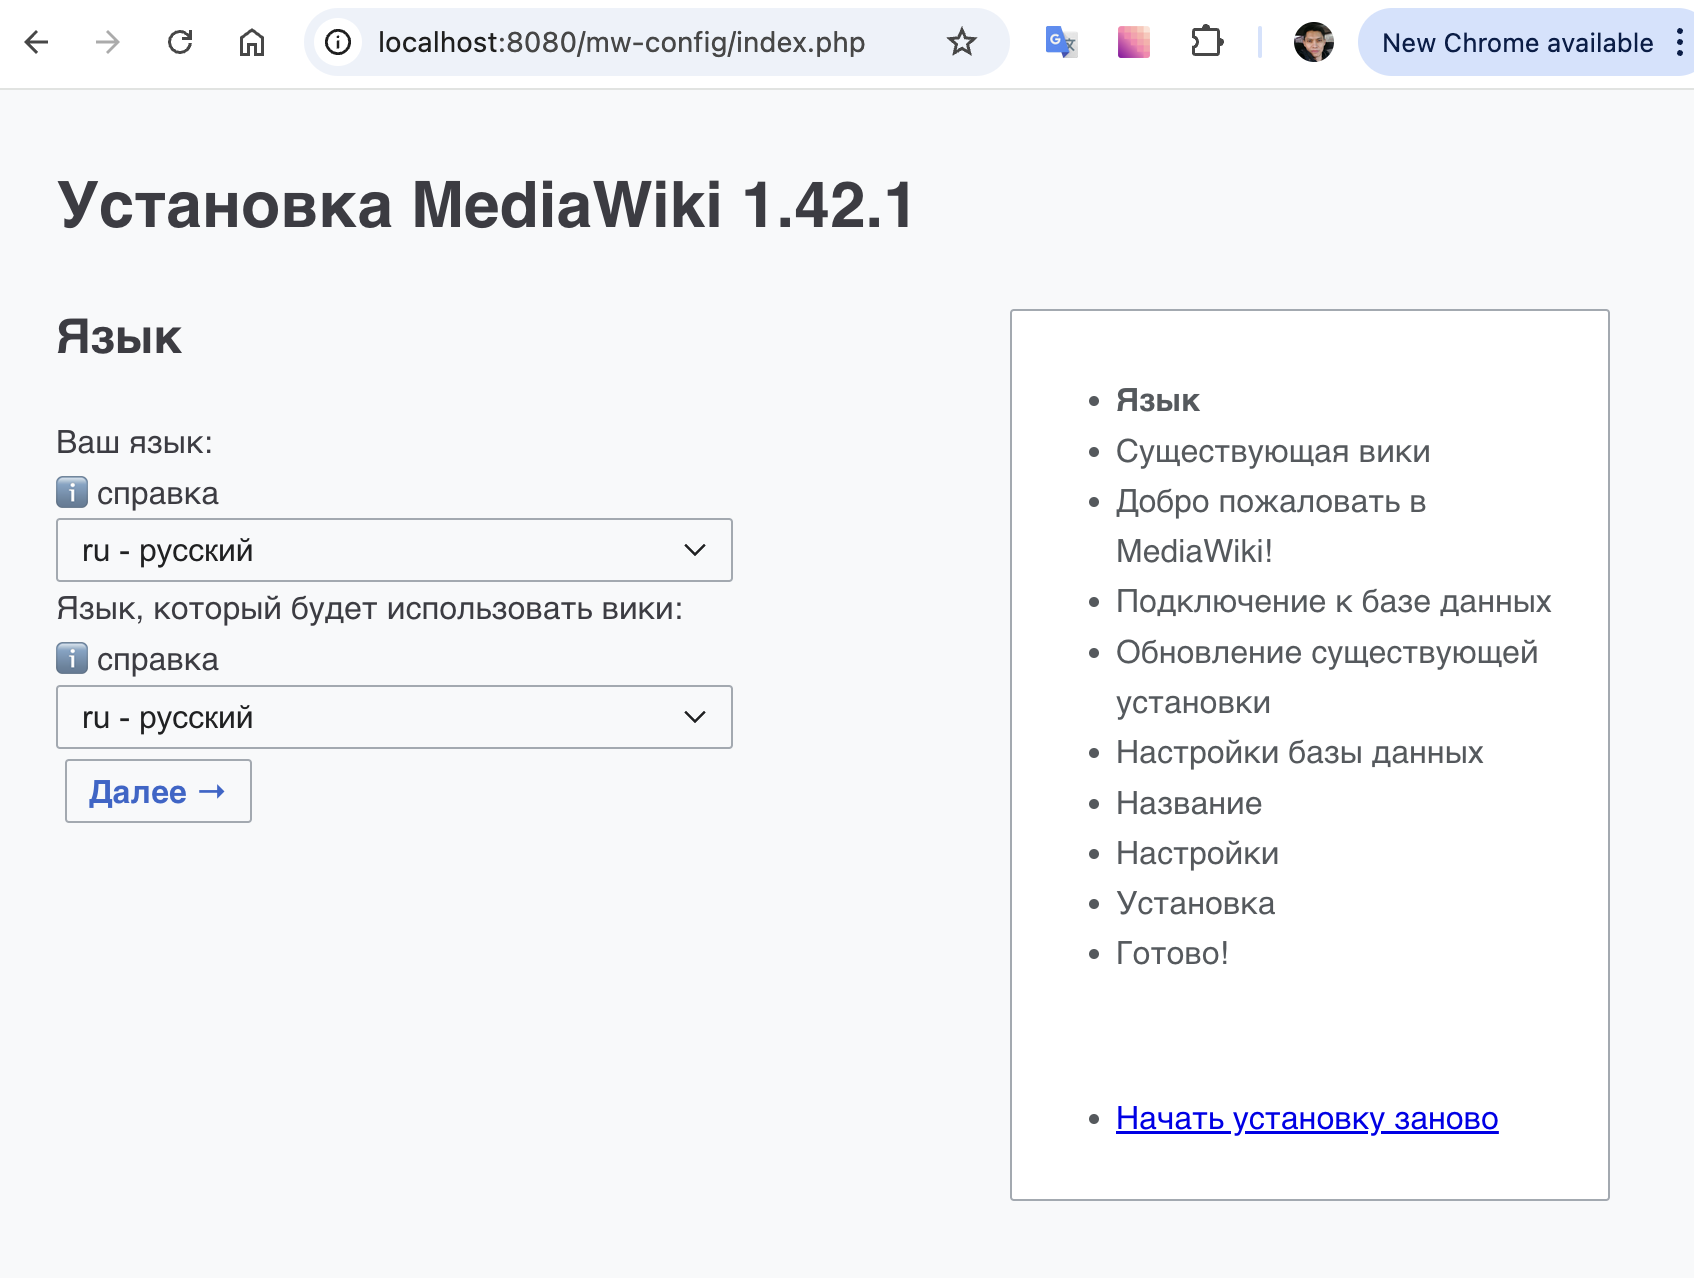 localhost:8080/mw-config/index.php
New Chrome available
Установка MediaWiki 1.42.1
Язык
Ваш язык:
справка
ru - русский
Язык, который будет использовать вики:
справка
ru - русский
Далее →
Язык
Существующая вики
Добро пожаловать в
MediaWiki!
Подключение к базе данных
Обновление существующей
установки
Настройки базы данных
Название
Настройки
Установка
Готово!
Начать установку заново